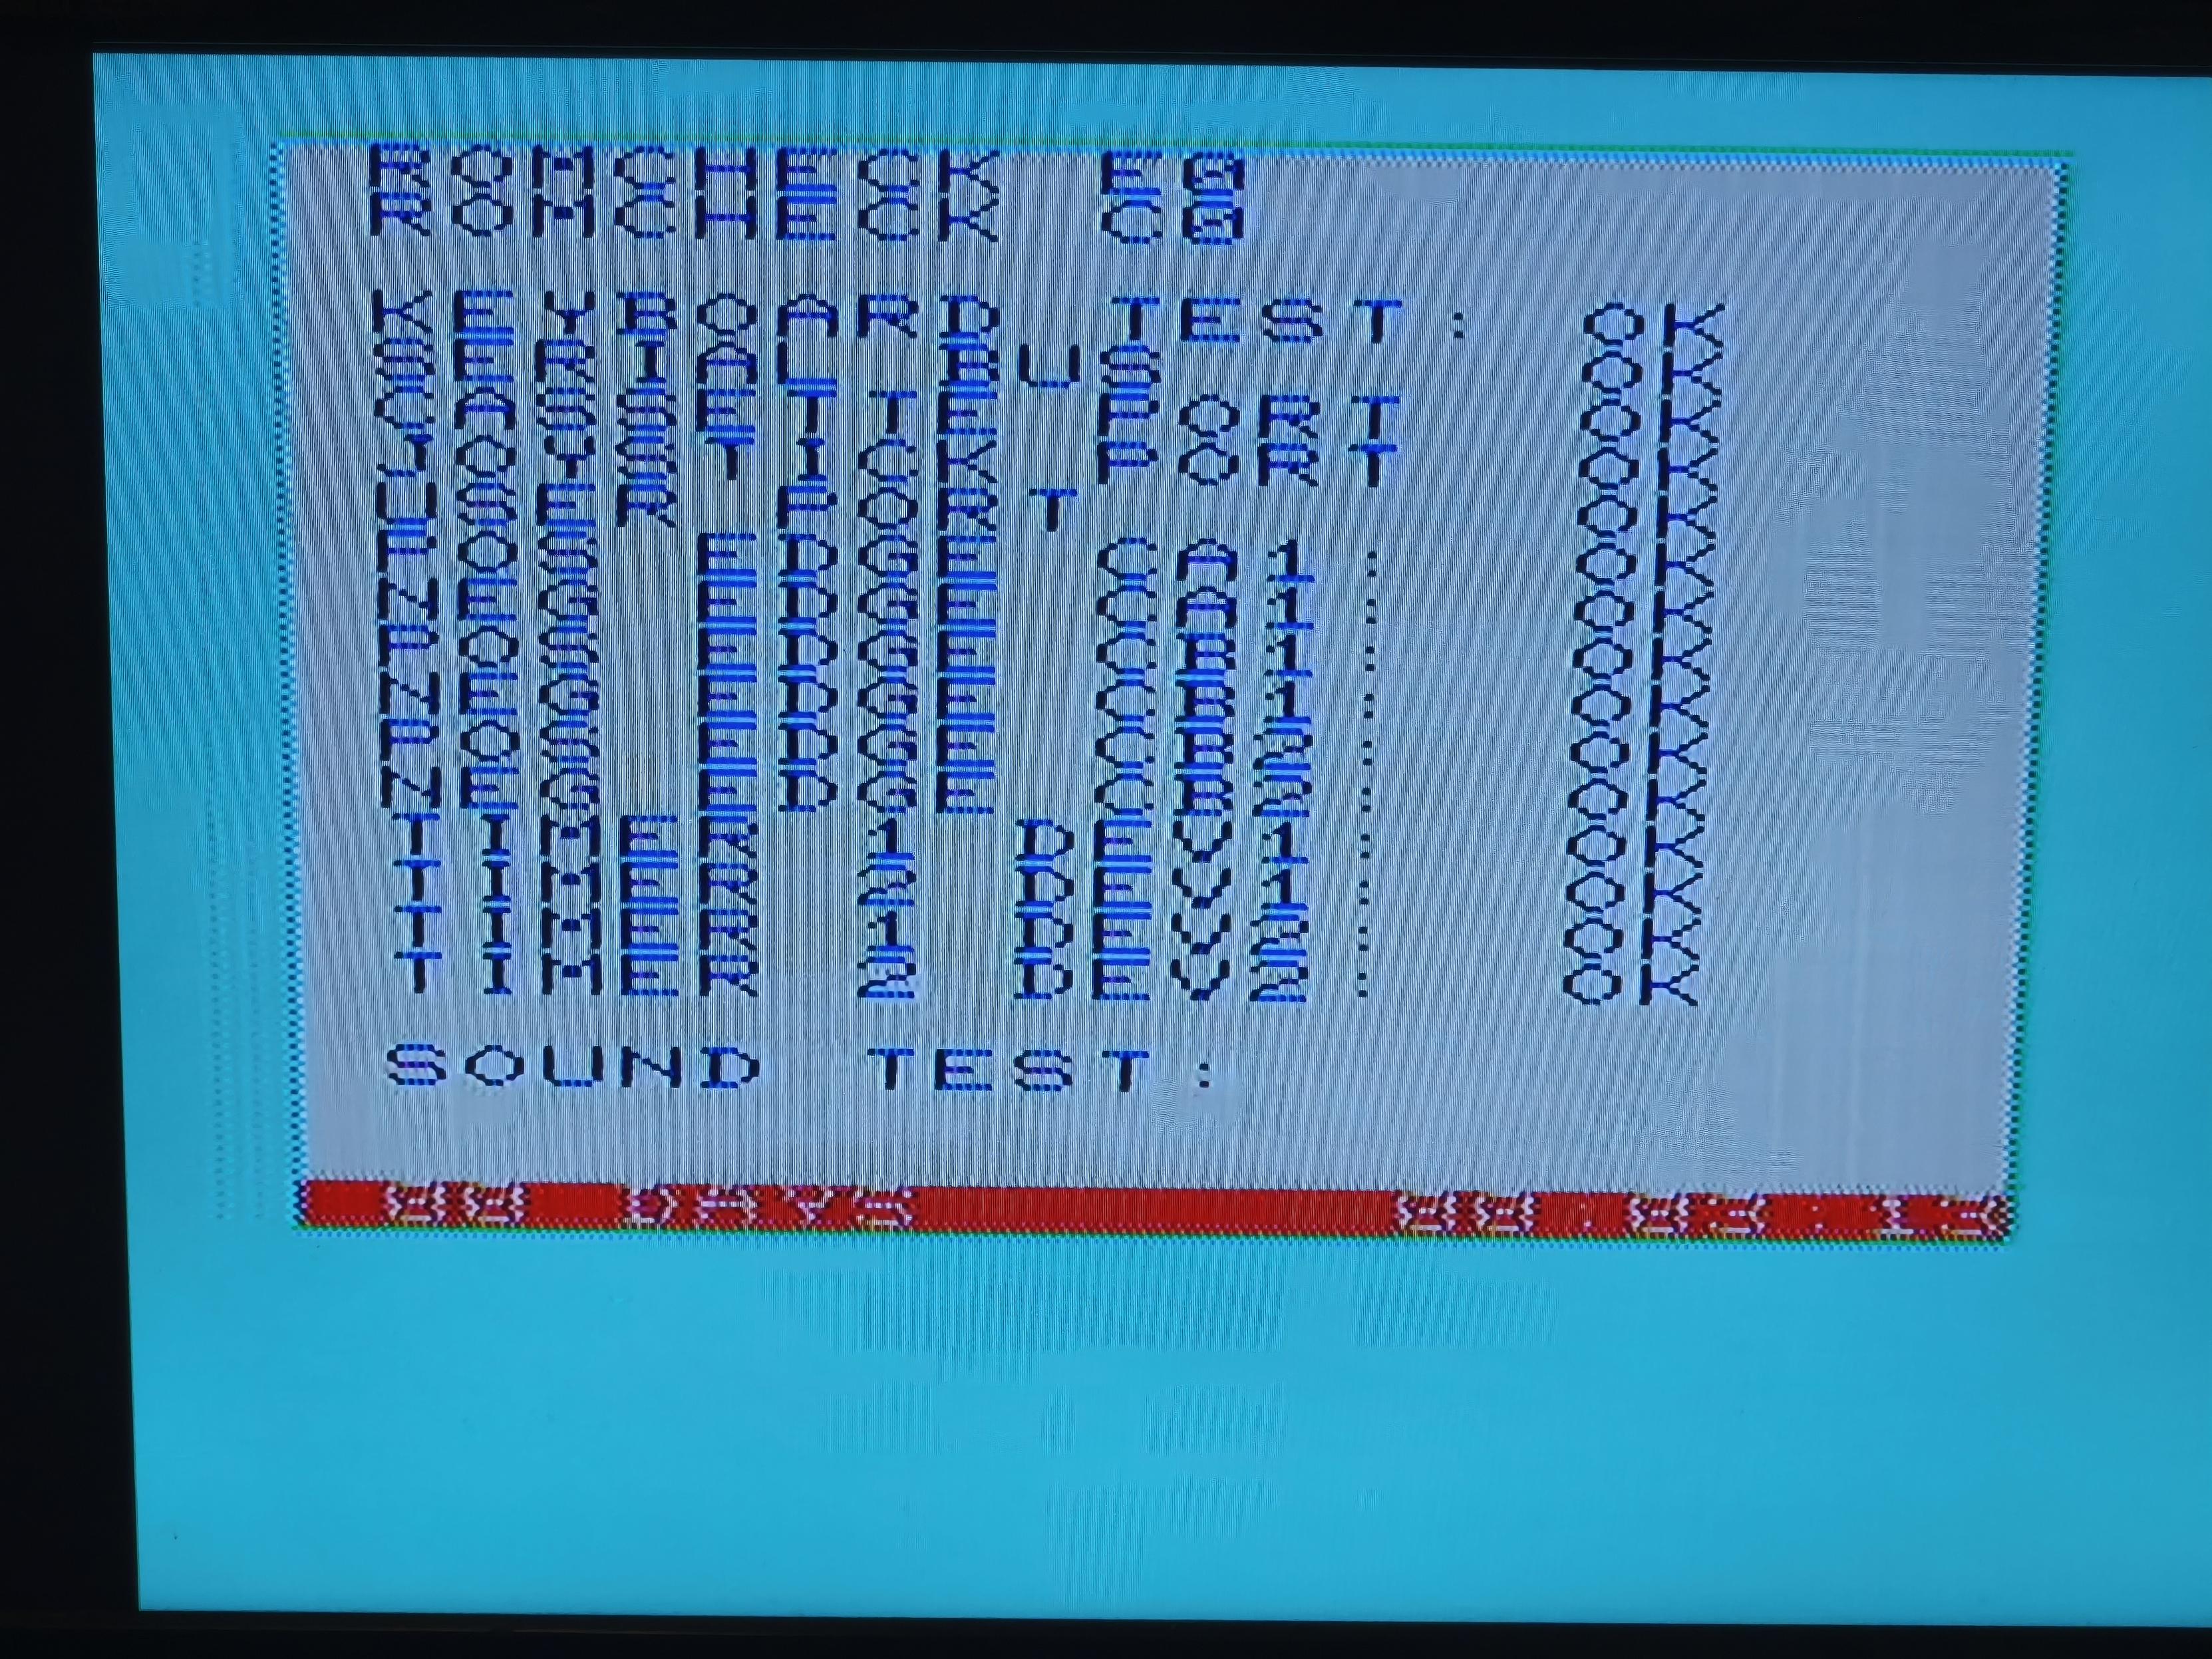 ROMCHECK E0
ROMCHECK C0
KEYBOARD TEST: OK
SERIAL BUS OK
CASSETTE PORT OK
JOYSTICK PORT OK
USER PORT OK
POS EDGE CA1: OK
NEG EDGE CA1: OK
POS EDGE CB1: OK
NEG EDGE CB1: OK
POS EDGE CB2: OK
NEG EDGE CB2: OK
TIMER 1 DEV1: OK
TIMER 2 DEV1: OK
TIMER 1 DEV2: OK
TIMER 2 DEV2: OK
SOUND TEST:
00 DAYS